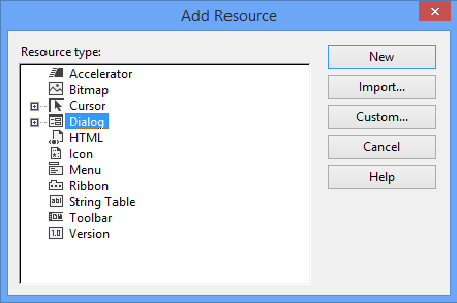 Add Resource
Resource type:
Accelerator
Bitmap
Cursor
Dialog
HTML
Icon
Menu
Ribbon
String Table
Toolbar
Version
New
Import...
Custom...
Cancel
Help